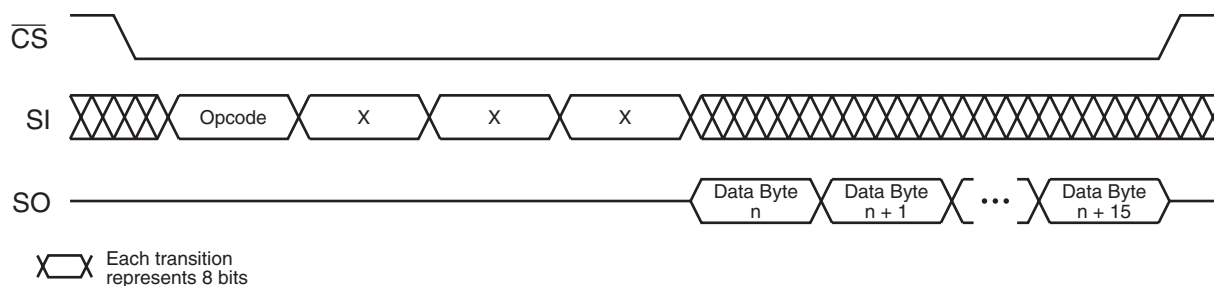 CS
SI
Opcode
X
X
X
SO
Data Byte
n
Data Byte
n + 1
•••
Data Byte
n + 15
Each transition
represents 8 bits